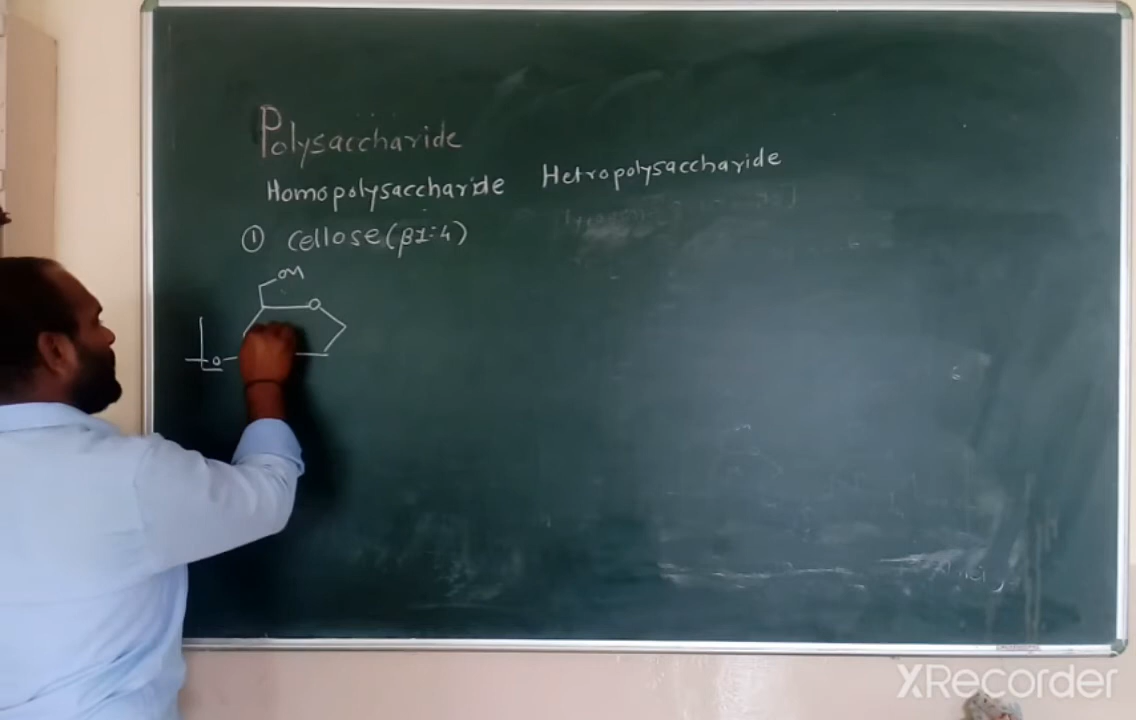 Polysaccharide
Homopolysaccharide Hetropolysaccharide
① cellose (β1:4)
OH
O
O
XRecorder